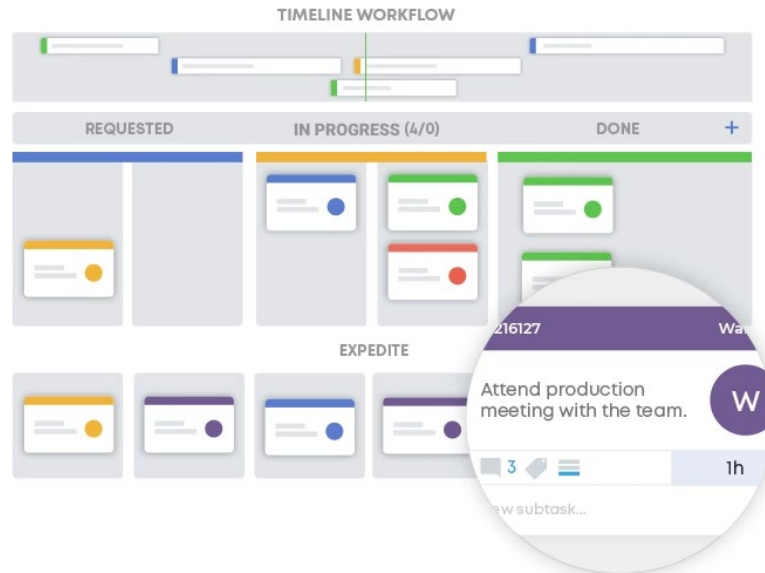 TIMELINE WORKFLOW
REQUESTED IN PROGRESS (4/0) DONE +
EXPEDITE
216127
Attend production
meeting with the team.
W
3
1h
subtask...